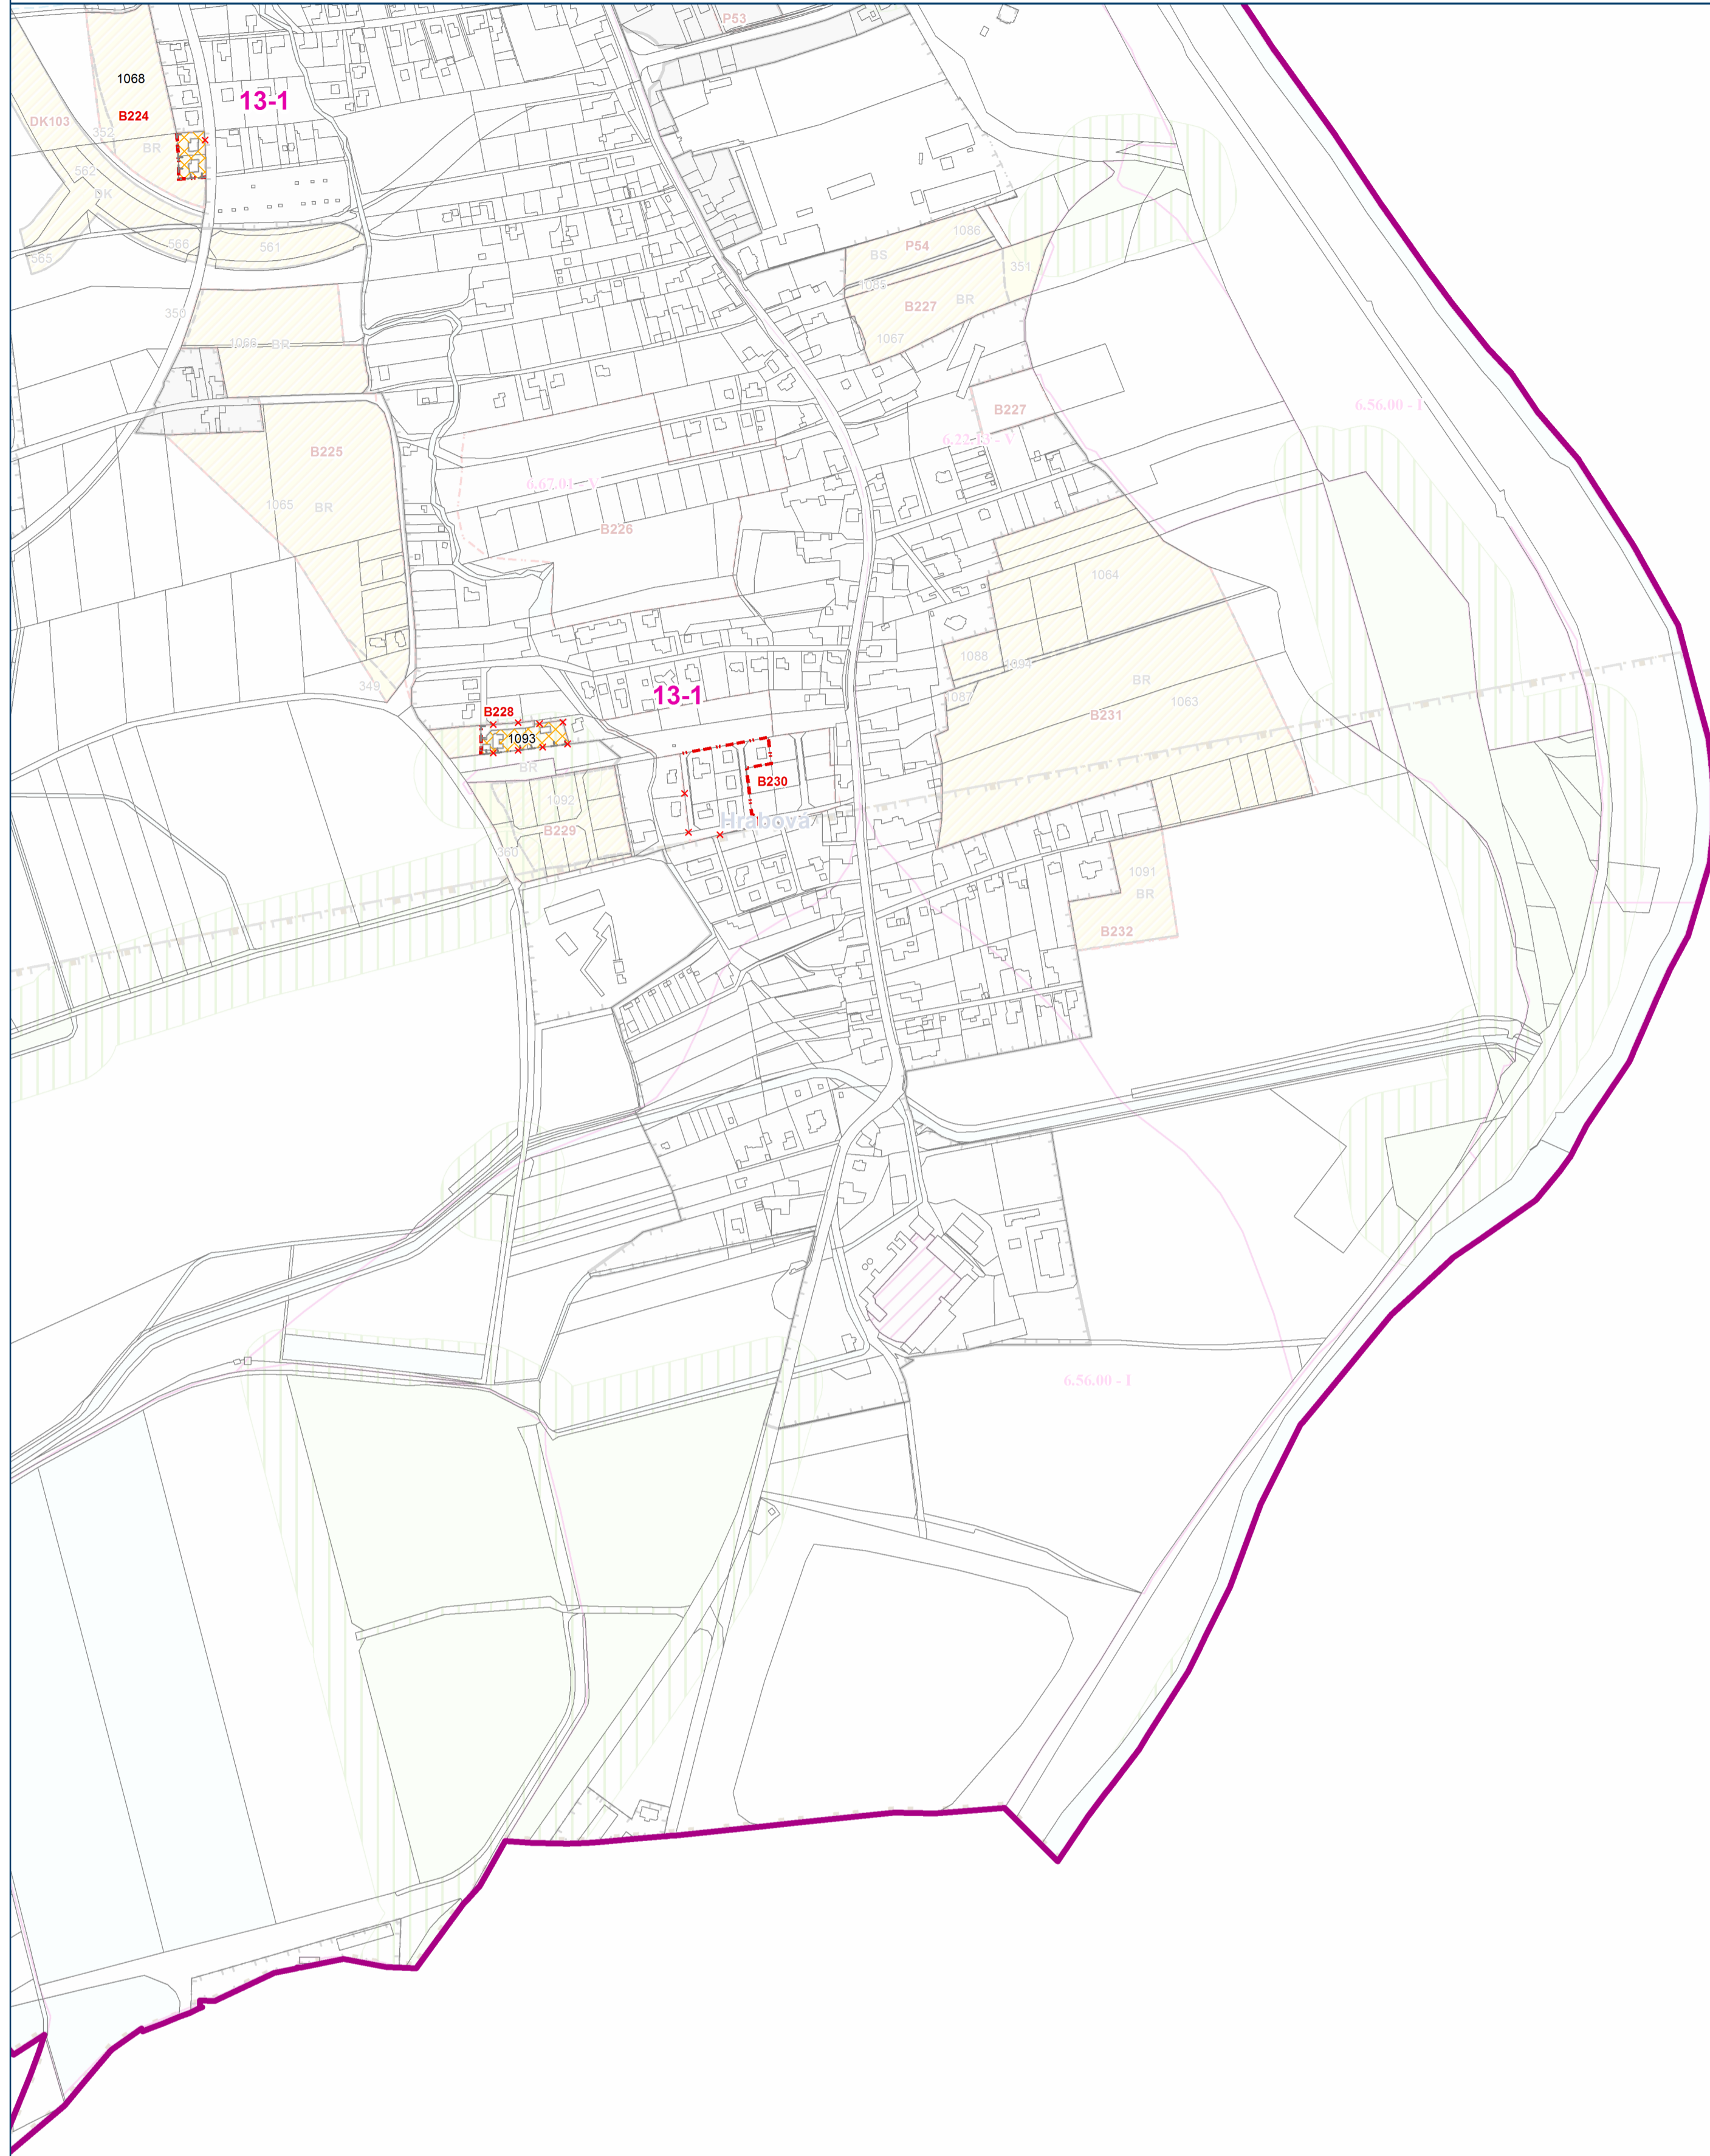 P53
1068
13-1
B224
DK103
352
BR
562
DK
566
561
565
1086
P54
BS
351
1085
BR
B227
350
1067
1066 BR
B227
6.56.00 - I
6.22.13 - V
B225
6.67.01 - V
1065
BR
B226
1064
1088
1094
349
13-1
BR
1087
1063
B231
B228
1093
BR
B230
1092
Hrabová
B229
360
1091
BR
B232
6.56.00 - I